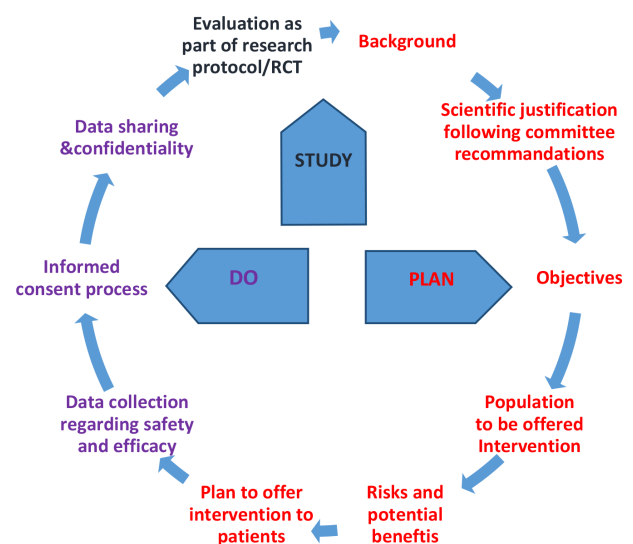 Evaluation as
part of research
protocol/RCT
Background
Scientific justification
following committee
recommandations
Objectives
Population
to be offered
Intervention
Risks and
potential
beneftis
Plan to offer
intervention to
patients
Data collection
regarding safety
and efficacy
Informed
consent process
Data sharing
&confidentiality
STUDY
DO
PLAN